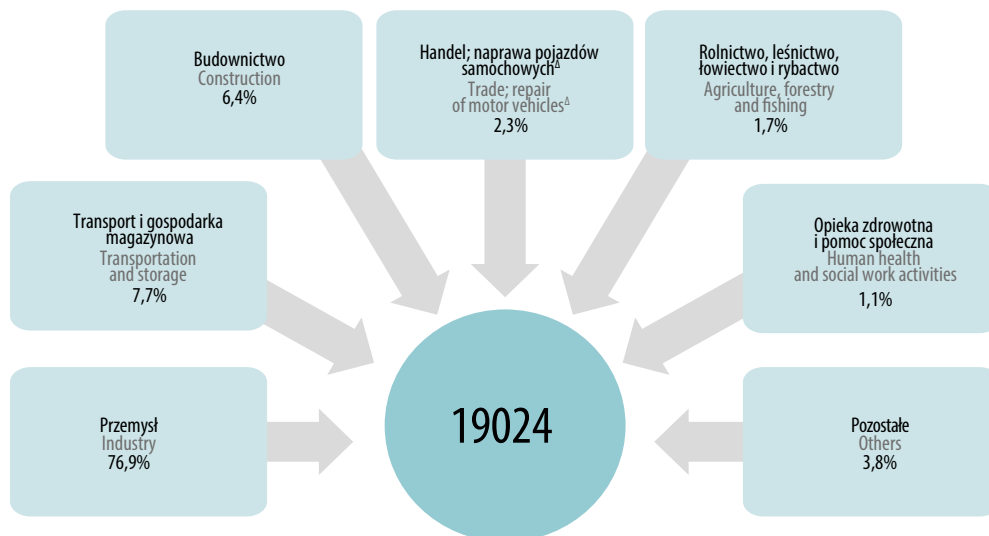 Budownictwo
Construction
6,4%
Handel; naprawa pojazdów
samochowych∆
Trade; repair
of motor vehicles∆
2,3%
Rolnictwo, leśnictwo,
łowiectwo i rybactwo
Agriculture, forestry
and fishing
1,7%
Transport i gospodarka
magazynowa
Transportation
and storage
7,7%
Opieka zdrowotna
i pomoc społeczna
Human health
and social work activities
1,1%
Przemysł
Industry
76,9%
19024
Pozostałe
Others
3,8%